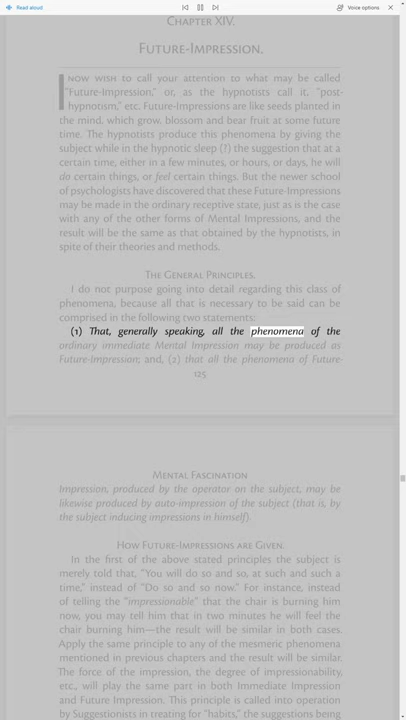 Read aloud
Voice options
CHAPTER XIV.
FUTURE-IMPRESSION.
I NOW WISH to call your attention to what may be called
"Future-Impression," or, as the hypnotists call it, "post-
hypnotism," etc. Future-Impressions are like seeds planted in
the mind, which grow, blossom and bear fruit at some future
time. The hypnotists produce this phenomena by giving the
subject while in the hypnotic sleep (?) the suggestion that at a
certain time, either in a few minutes, or hours, or days, he will
do certain things, or feel certain things. But the newer school
of psychologists have discovered that these Future-Impressions
may be made in the ordinary receptive state, just as is the case
with any of the other forms of Mental Impressions, and the
result will be the same as that obtained by the hypnotists, in
spite of their theories and methods.
THE GENERAL PRINCIPLES.
I do not purpose going into detail regarding this class of
phenomena, because all that is necessary to be said can be
comprised in the following two statements:
(1) That, generally speaking, all the phenomena of the
ordinary immediate Mental Impression may be produced as
Future-Impression; and, (2) that all the phenomena of Future-
125
MENTAL FASCINATION
Impression, produced by the operator on the subject, may be
likewise produced by auto-impression of the subject (that is, by
the subject inducing impressions in himself).
HOW FUTURE-IMPRESSIONS ARE GIVEN.
In the first of the above stated principles the subject is
merely told that, "You will do so and so, at such and such a
time," instead of "Do so and so now." For instance, instead
of telling the "impressionable" that the chair is burning him
now, you may tell him that in two minutes he will feel the
chair burning him—the result will be similar in both cases.
Apply the same principle to any of the mesmeric phenomena
mentioned in previous chapters and the result will be similar.
The force of the impression, the degree of impressionability,
etc., will play the same part in both Immediate Impression
and Future Impression. This principle is called into operation
by Suggestionists in treating for "habits," the suggestions being